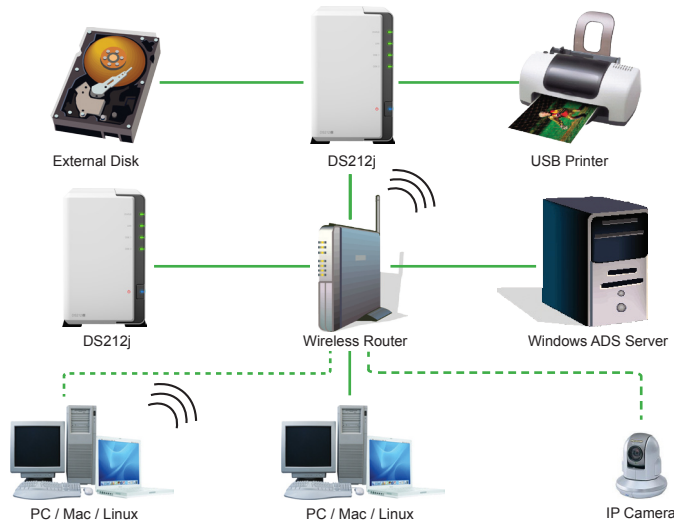 External Disk
DS212j
USB Printer
DS212j
Wireless Router
Windows ADS Server
PC / Mac / Linux
PC / Mac / Linux
IP Camera